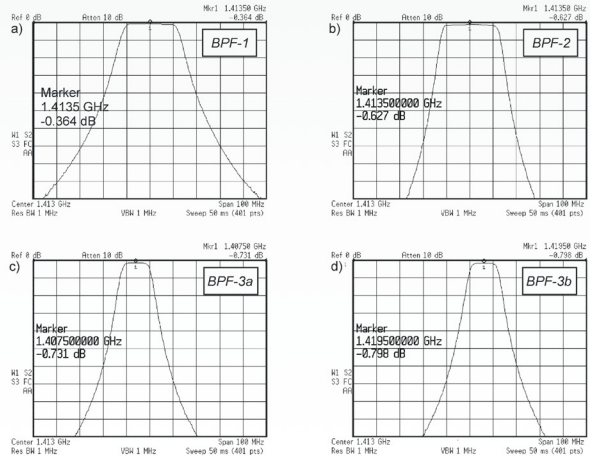 Mkr1 1.41350 GHz
Ref 0 dB Atten 10 dB -0.364 dB
a)
1
BPF-1
Marker
1.4135 GHz
-0.364 dB
W1 S2
S3 FC
AA
Center 1.413 GHz Span 100 MHz
Res BW 1 MHz VBW 1 MHz Sweep 50 ms (401 pts)
Mkr1 1.41350 GHz
Ref 0 dB Atten 10 dB -0.627 dB
b)
1
BPF-2
Marker
1.413500000 GHz
-0.627 dB
W1 S2
S3 FC
AA
Center 1.413 GHz Span 100 MHz
Res BW 1 MHz VBW 1 MHz Sweep 50 ms (401 pts)
Mkr1 1.40750 GHz
Ref 0 dB Atten 10 dB -0.731 dB
c)
1
BPF-3a
Marker
1.407500000 GHz
-0.731 dB
W1 S2
S3 FC
AA
Center 1.413 GHz Span 100 MHz
Res BW 1 MHz VBW 1 MHz Sweep 50 ms (401 pts)
Mkr1 1.41950 GHz
Ref 0 dB Atten 10 dB -0.798 dB
d)
1
BPF-3b
Marker
1.419500000 GHz
-0.798 dB
W1 S2
S3 FC
AA
Center 1.413 GHz Span 100 MHz
Res BW 1 MHz VBW 1 MHz Sweep 50 ms (401 pts)